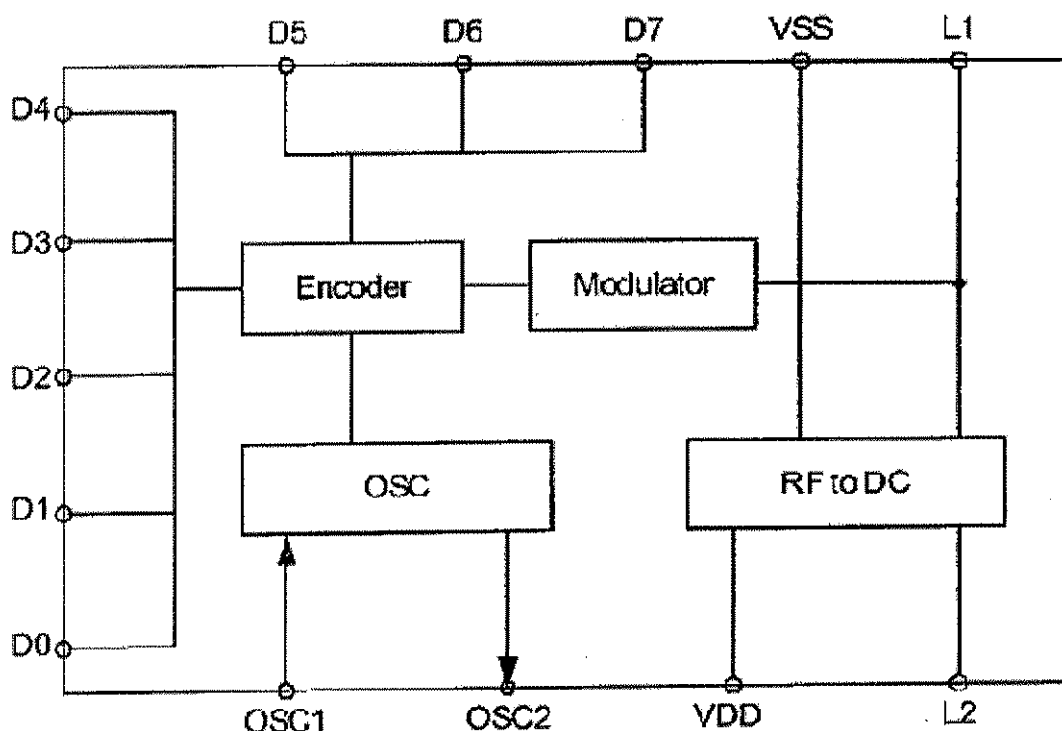 D5 D6 D7 VSS L1
D4
D3
Encoder Modulator
D2
OSC RF to DC
D1
D0
OSC1 OSC2 VDD L2